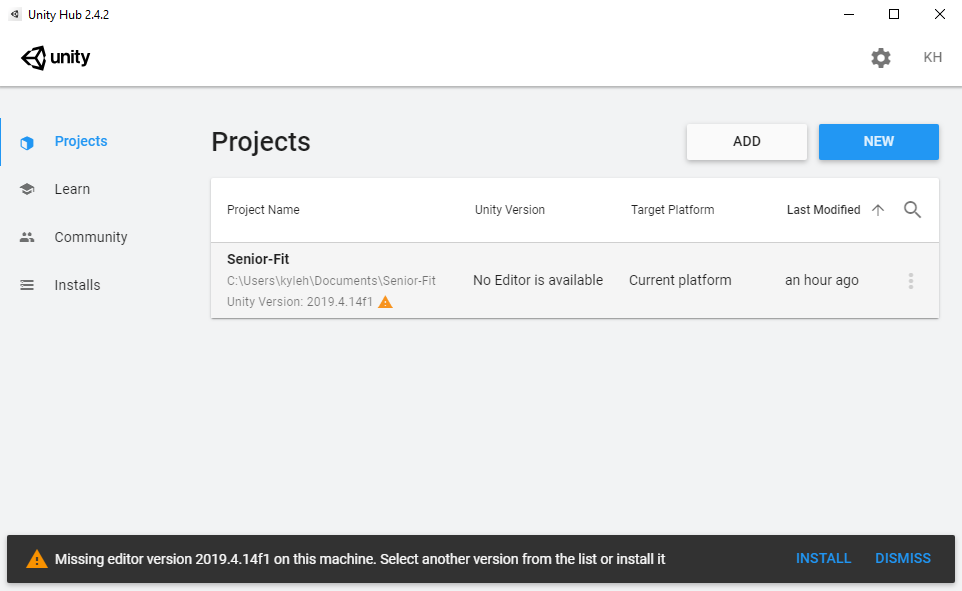 Unity Hub 2.4.2
unity
KH
Projects
Learn
Community
Installs
Projects
ADD
NEW
Project Name
Unity Version
Target Platform
Last Modified
Senior-Fit
C:\Users\kyleh\Documents\Senior-Fit
Unity Version: 2019.4.14f1
No Editor is available
Current platform
an hour ago
Missing editor version 2019.4.14f1 on this machine. Select another version from the list or install it
INSTALL
DISMISS